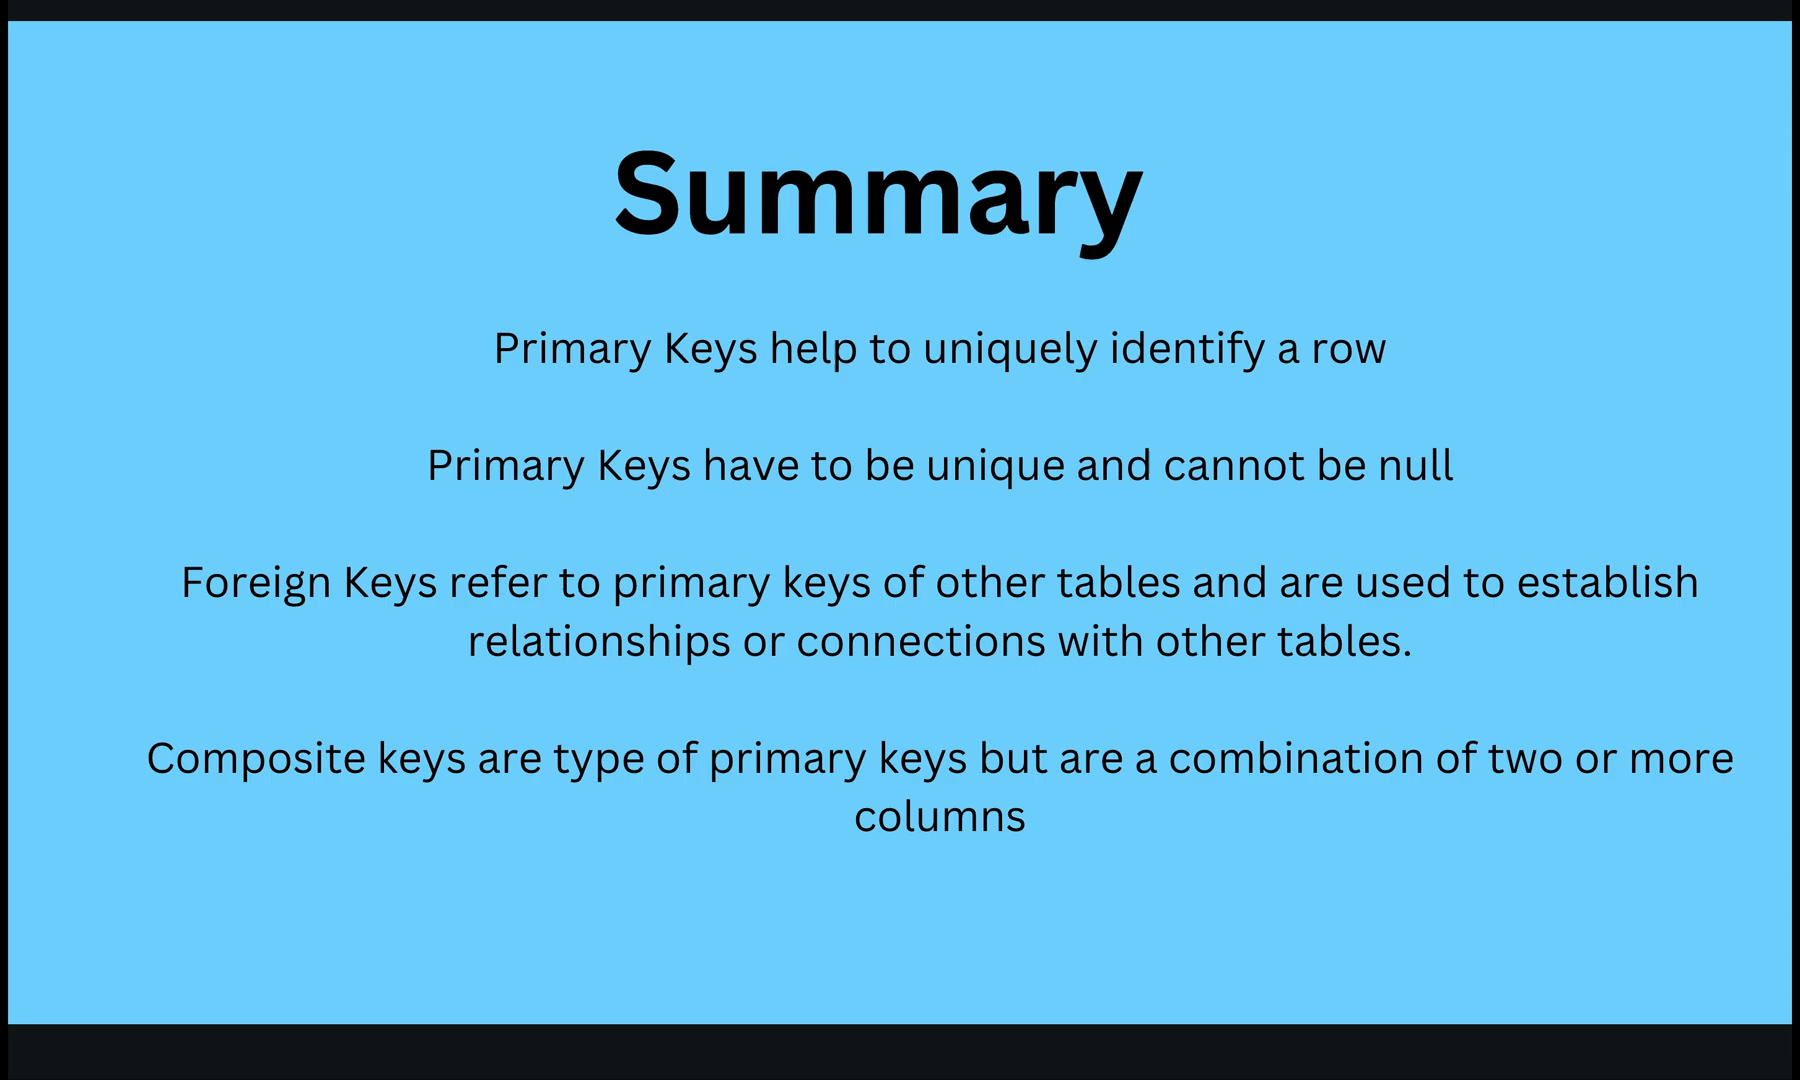 Summary
Primary Keys help to uniquely identify a row
Primary Keys have to be unique and cannot be null
Foreign Keys refer to primary keys of other tables and are used to establish
relationships or connections with other tables.
Composite keys are type of primary keys but are a combination of two or more
columns